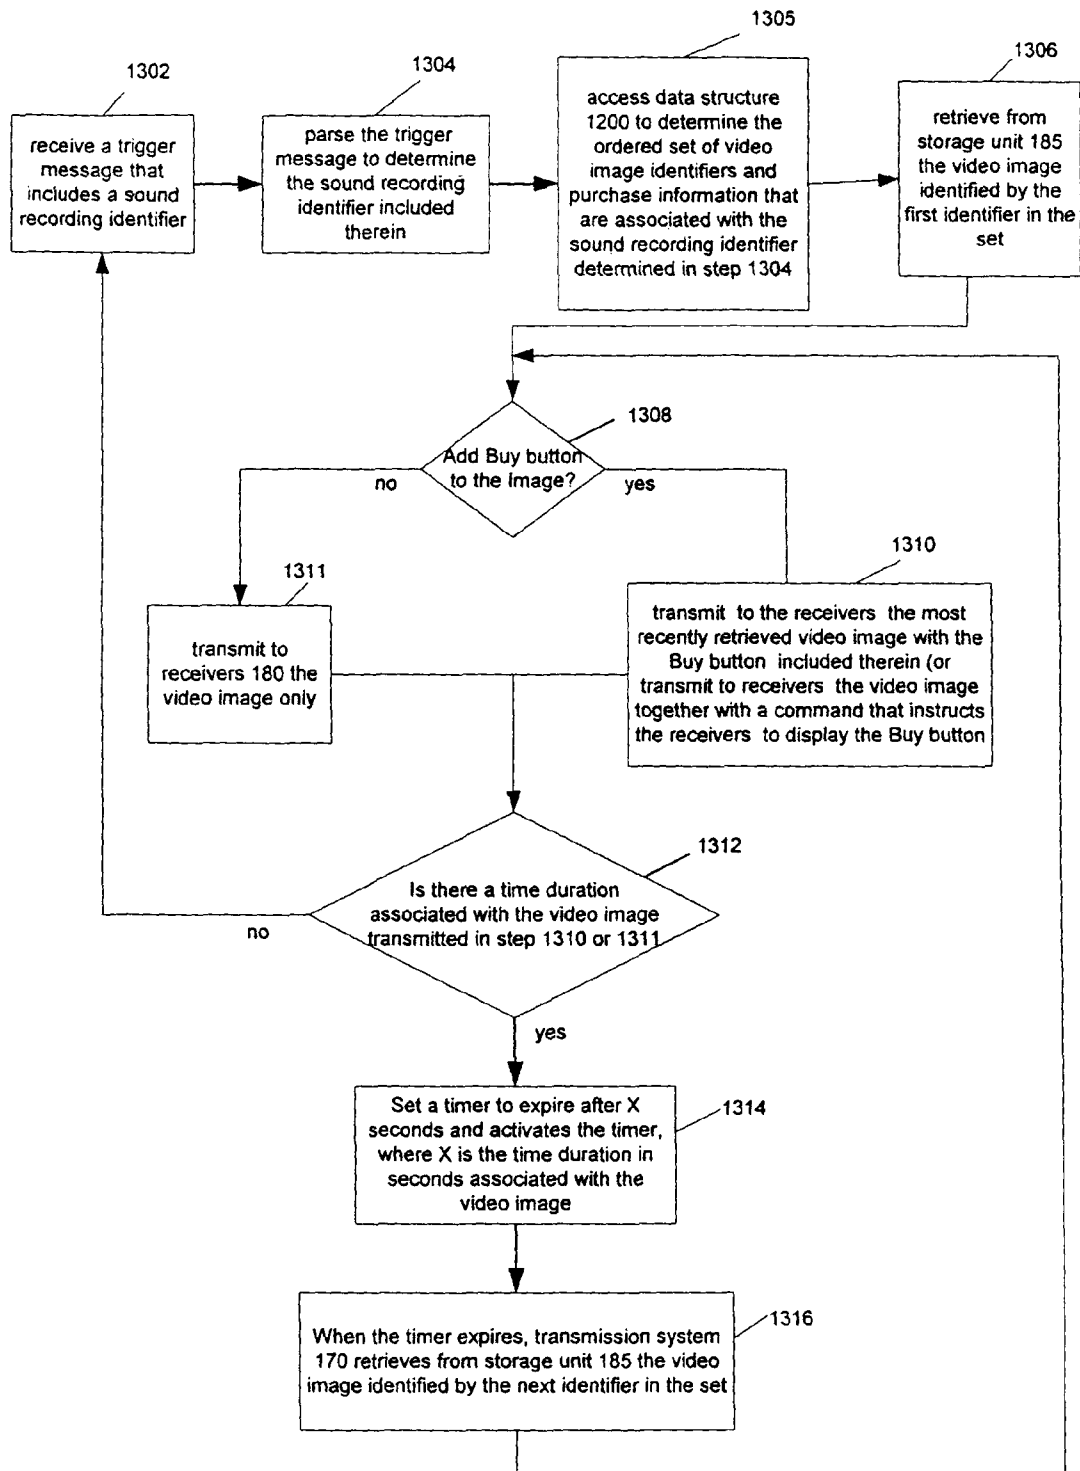 1302
receive a trigger
message that
includes a sound
recording identifier
1304
parse the trigger
message to determine
the sound recording
identifier included
therein
1305
access data structure
1200 to determine the
ordered set of video
image identifiers and
purchase information that
are associated with the
sound recording identifier
determined in step 1304
1306
retrieve from
storage unit 185
the video image
identified by the
first identifier in the
set
1308
Add Buy button
to the Image?
no
yes
1311
transmit to
receivers 180 the
video image only
1310
transmit to the receivers the most
recently retrieved video image with the
Buy button included therein (or
transmit to receivers the video image
together with a command that instructs
the receivers to display the Buy button
1312
Is there a time duration
associated with the video image
transmitted in step 1310 or 1311
no
yes
1314
Set a timer to expire after X
seconds and activates the timer,
where X is the time duration in
seconds associated with the
video image
1316
When the timer expires, transmission system
170 retrieves from storage unit 185 the video
image identified by the next identifier in the set